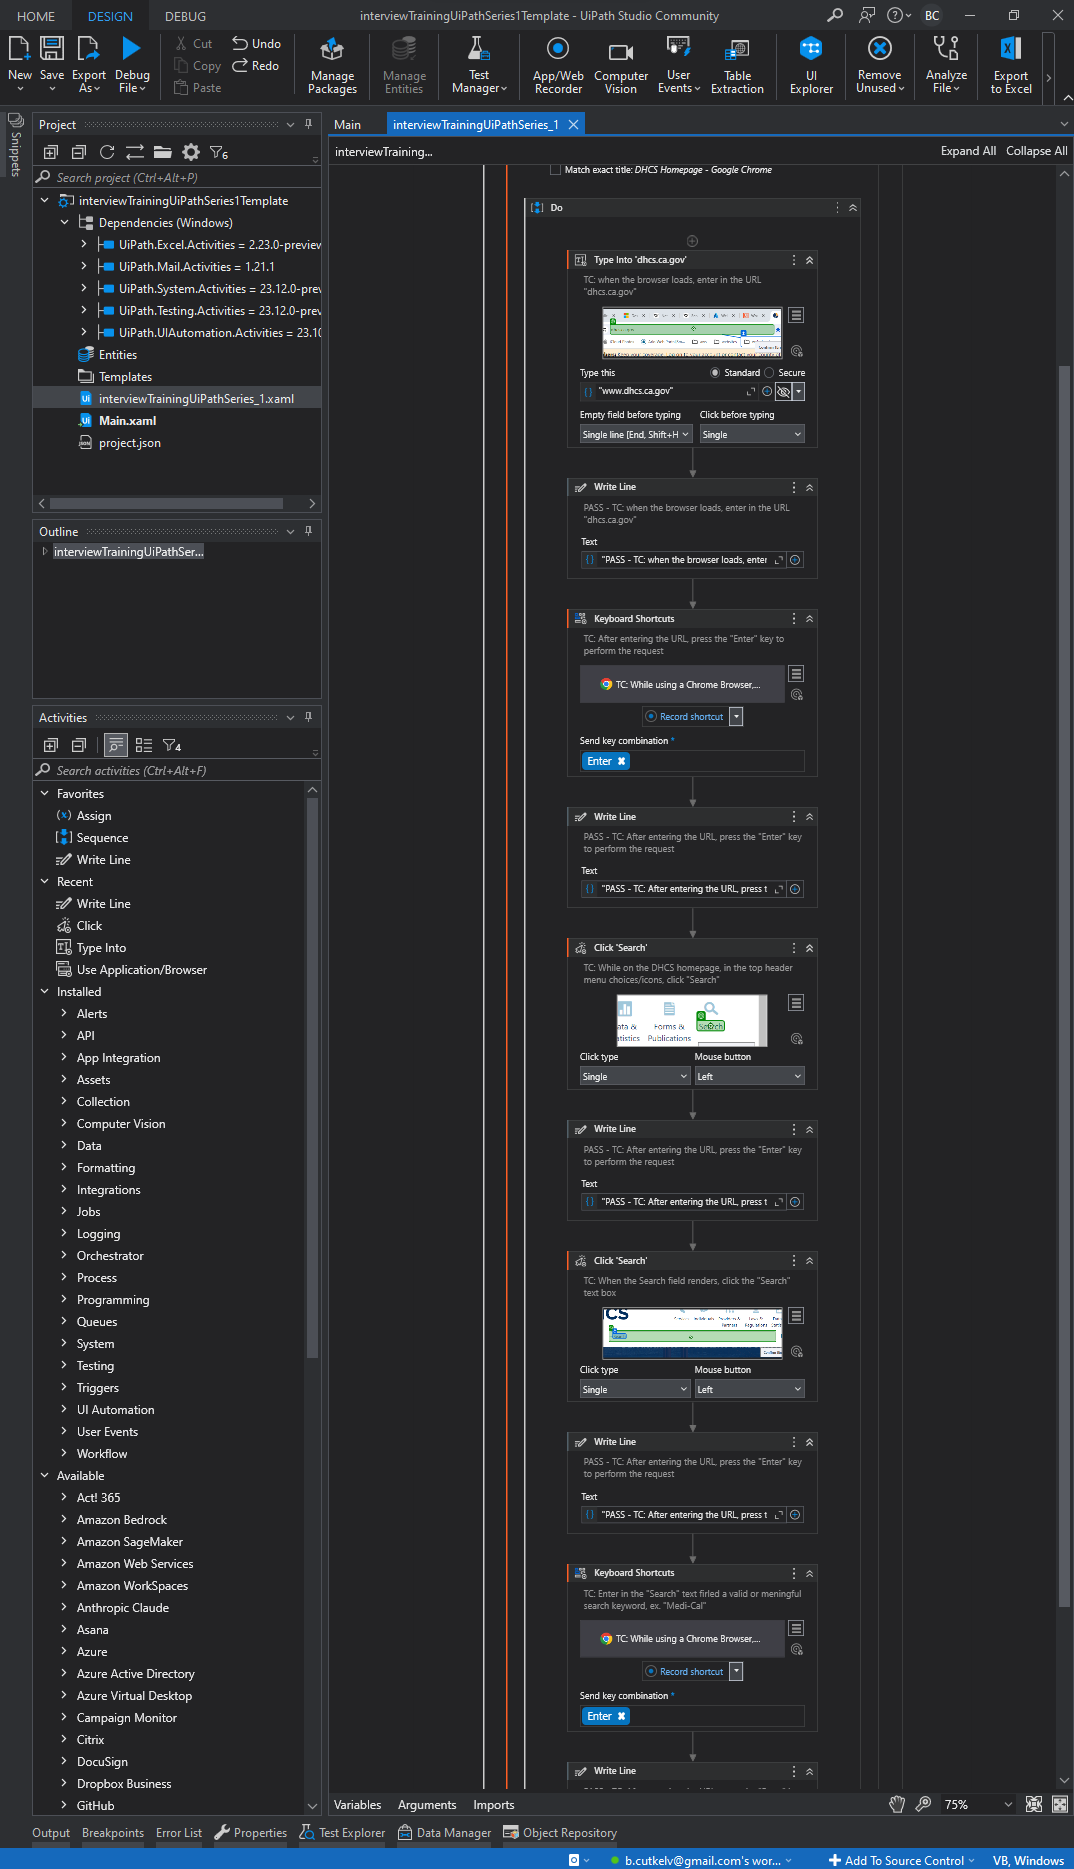 HOME
DESIGN
DEBUG
interviewTrainingUiPathSeries1Template - UiPath Studio Community
BC
New
Save
Export As
Debug File
Cut
Copy
Paste
Undo
Redo
Manage Packages
Manage Entities
Test Manager
App/Web Recorder
Computer Vision
User Events
Table Extraction
UI Explorer
Remove Unused
Analyze File
Export to Excel
Snippets
Project
6
Search project (Ctrl+Alt+P)
interviewTrainingUiPathSeries1Template
Dependencies (Windows)
UiPath.Excel.Activities = 2.23.0-preview
UiPath.Mail.Activities = 1.21.1
UiPath.System.Activities = 23.12.0-prev
UiPath.Testing.Activities = 23.12.0-prev
UiPath.UIAutomation.Activities = 23.10
Entities
Templates
interviewTrainingUiPathSeries_1.xaml
Main.xaml
project.json
Outline
interviewTrainingUiPathSer...
Activities
4
Search activities (Ctrl+Alt+F)
Favorites
Assign
Sequence
Write Line
Recent
Write Line
Click
Type Into
Use Application/Browser
Installed
Alerts
API
App Integration
Assets
Collection
Computer Vision
Data
Formatting
Integrations
Jobs
Logging
Orchestrator
Process
Programming
Queues
System
Testing
Triggers
UI Automation
User Events
Workflow
Available
Act! 365
Amazon Bedrock
Amazon SageMaker
Amazon Web Services
Amazon WorkSpaces
Anthropic Claude
Asana
Azure
Azure Active Directory
Azure Virtual Desktop
Campaign Monitor
Citrix
DocuSign
Dropbox Business
GitHub
Main
interviewTrainingUiPathSeries_1
interviewTraining...
Expand All
Collapse All
Match exact title: DHCS Homepage - Google Chrome
Do
Type Into 'dhcs.ca.gov'
TC: when the browser loads, enter in the URL
"dhcs.ca.gov"
Type this
Standard
Secure
"www.dhcs.ca.gov"
Empty field before typing
Click before typing
Single line [End, Shift+H
Single
Write Line
PASS - TC: when the browser loads, enter in the URL
"dhcs.ca.gov"
Text
"PASS - TC: when the browser loads, enter
Keyboard Shortcuts
TC: After entering the URL, press the "Enter" key to
perform the request
TC: While using a Chrome Browser,...
Record shortcut
Send key combination *
Enter
Write Line
PASS - TC: After entering the URL, press the "Enter" key
to perform the request
Text
"PASS - TC: After entering the URL, press t
Click 'Search'
TC: While on the DHCS homepage, in the top header
menu choices/icons, click "Search"
ata &
Forms &
Search
atistics
Publications
Click type
Mouse button
Single
Left
Write Line
PASS - TC: After entering the URL, press the "Enter" key
to perform the request
Text
"PASS - TC: After entering the URL, press t
Click 'Search'
TC: When the Search field renders, click the "Search"
text box
Click type
Mouse button
Single
Left
Write Line
PASS - TC: After entering the URL, press the "Enter" key
to perform the request
Text
"PASS - TC: After entering the URL, press t
Keyboard Shortcuts
TC: Enter in the "Search" text firled a valid or meningful
search keyword, ex. "Medi-Cal"
TC: While using a Chrome Browser,...
Record shortcut
Send key combination *
Enter
Write Line
Variables
Arguments
Imports
75%
Output
Breakpoints
Error List
Properties
Test Explorer
Data Manager
Object Repository
b.cutkelv@gmail.com's wor...
Add To Source Control
VB, Windows